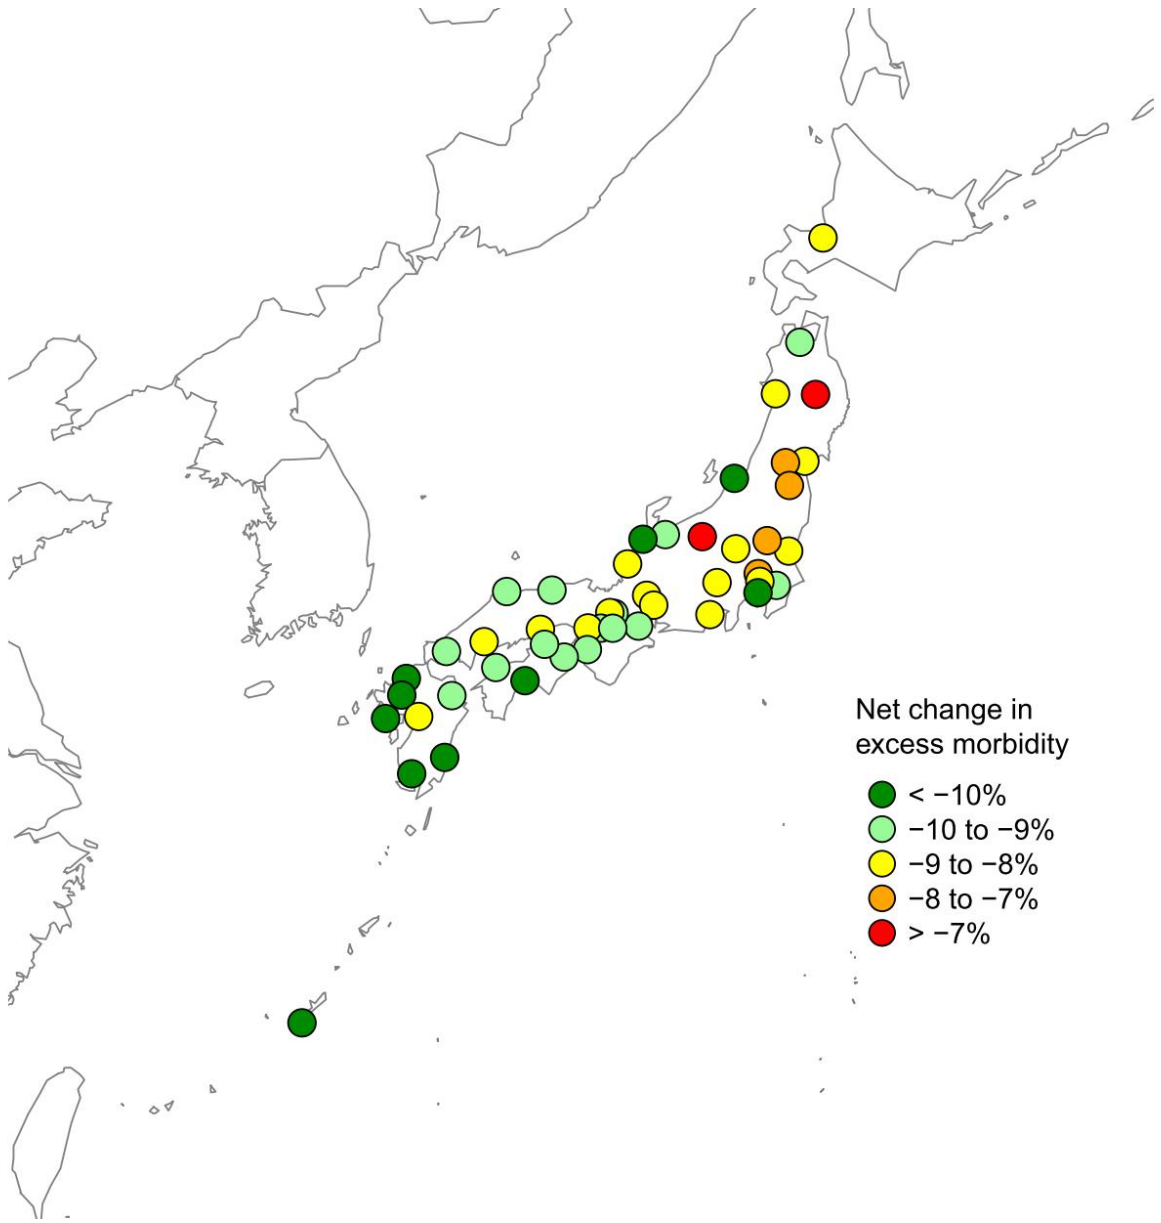 Net change in
excess morbidity
< −10%
−10 to −9%
−9 to −8%
−8 to −7%
> −7%